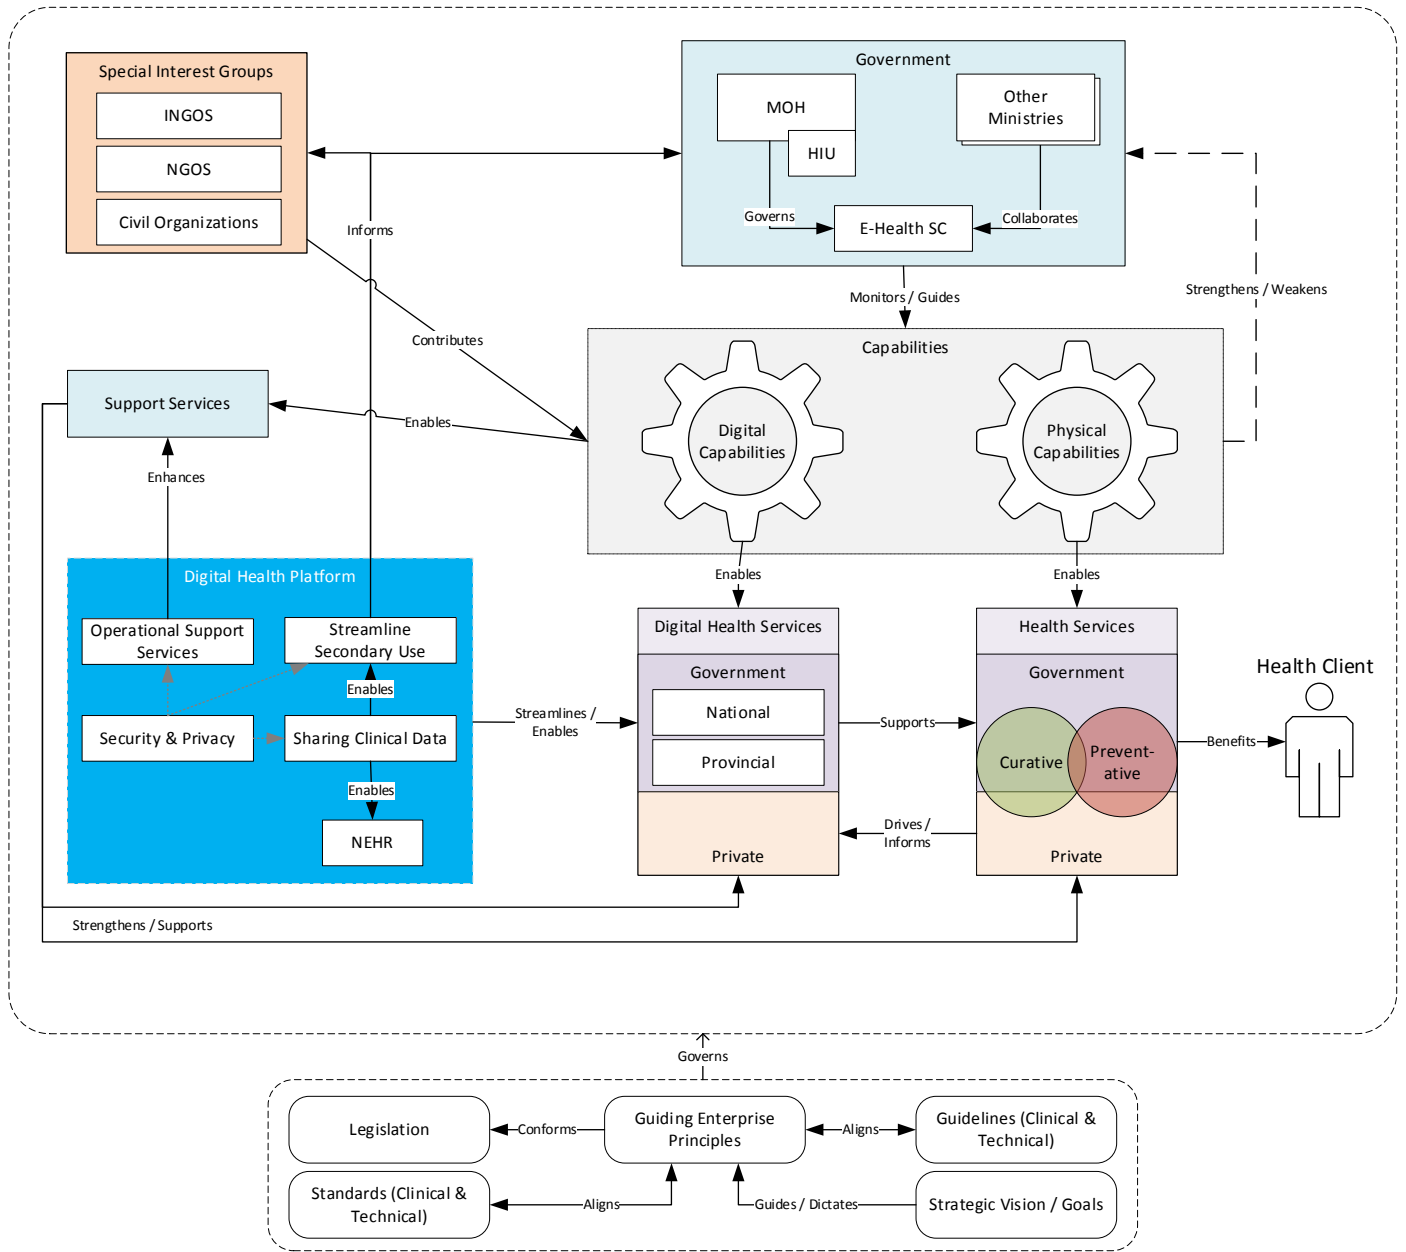 Special Interest Groups
INGOS
NGOS
Civil Organizations
Government
MOH
HIU
Other
Ministries
Governs
E-Health SC
Collaborates
Informs
Monitors / Guides
Strengthens / Weakens
Contributes
Capabilities
Support Services
Enables
Digital
Capabilities
Physical
Capabilities
Enhances
Enables
Enables
Digital Health Platform
Operational Support
Services
Streamline
Secondary Use
Enables
Security & Privacy
Sharing Clinical Data
Enables
NEHR
Streamlines /
Enables
Digital Health Services
Government
National
Provincial
Private
Supports
Drives /
Informs
Health Services
Government
Curative
Prevent-
ative
Private
Benefits
Health Client
Strengthens / Supports
Governs
Legislation
Conforms
Guiding Enterprise
Principles
Aligns
Guidelines (Clinical &
Technical)
Standards (Clinical &
Technical)
Aligns
Guides / Dictates
Strategic Vision / Goals